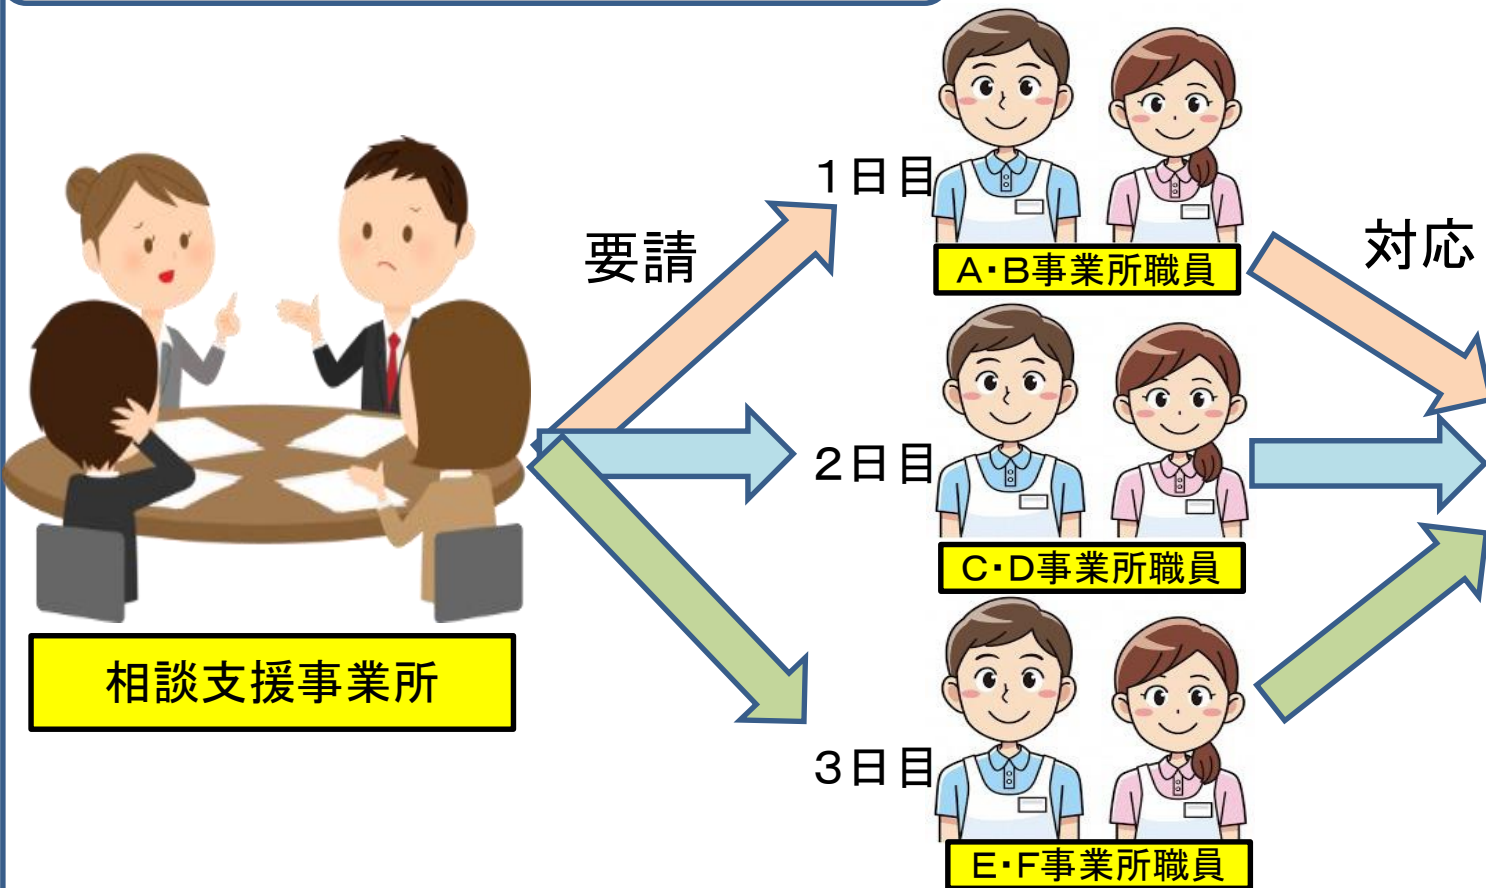 要請
対応
1日目
A・B事業所職員
2日目
C・D事業所職員
3日目
E・F事業所職員
相談支援事業所